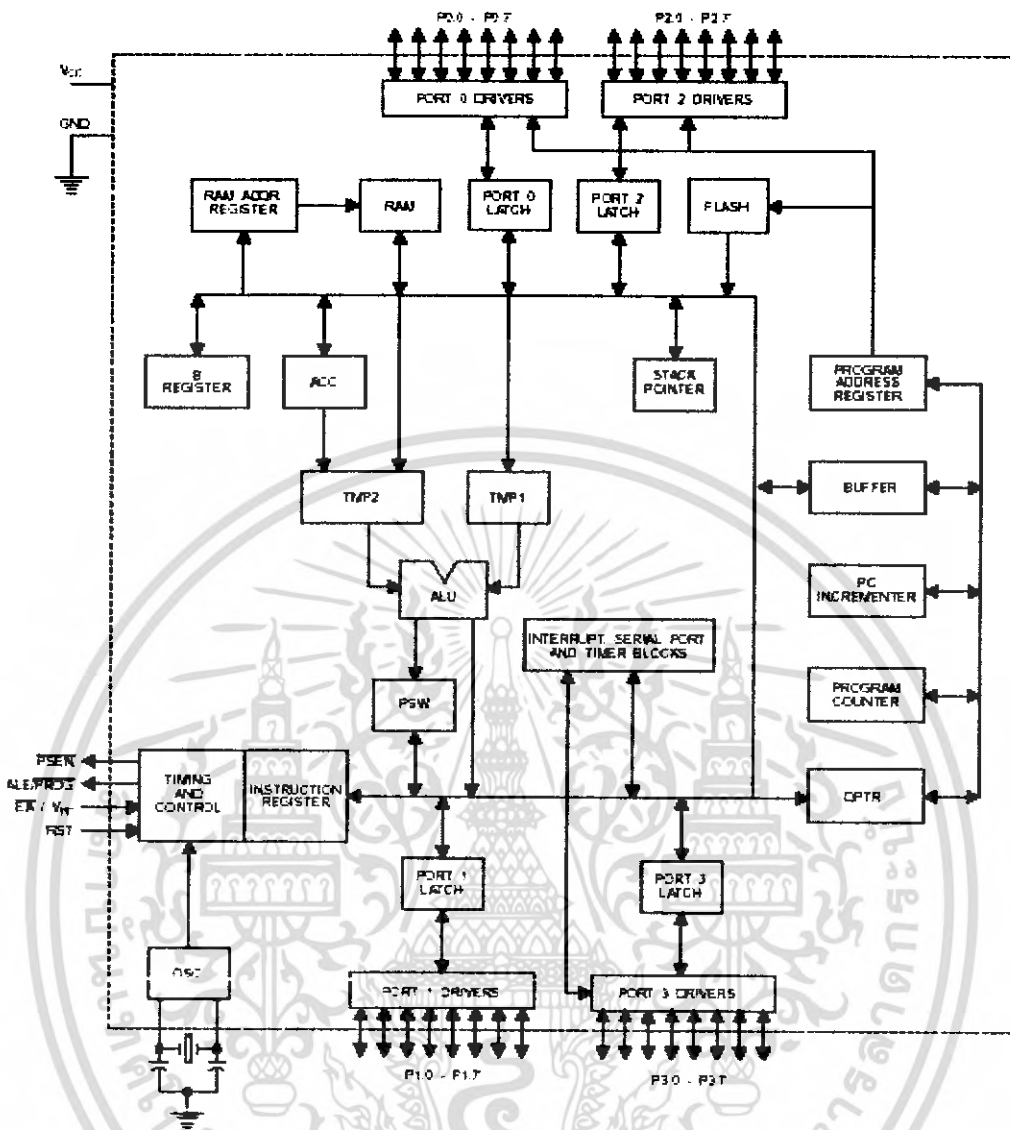 P0.0 - P0.7
P2.0 - P2.7
VCC
GND
PORT 0 DRIVERS
PORT 2 DRIVERS
RAM ADDR
REGISTER
RAM
PORT 0
LATCH
PORT 2
LATCH
FLASH
B
REGISTER
ACC
STACK
POINTER
PROGRAM
ADDRESS
REGISTER
TMP2
TMP1
BUFFER
ALU
PC
INCREMENTER
INTERRUPT, SERIAL PORT
AND TIMER BLOCKS
PSW
PROGRAM
COUNTER
PSEN
ALE/PROG
EA / VPP
RST
TIMING
AND
CONTROL
INSTRUCTION
REGISTER
DPTR
PORT 1
LATCH
PORT 3
LATCH
OSC
PORT 1 DRIVERS
PORT 3 DRIVERS
P1.0 - P1.7
P3.0 - P3.7